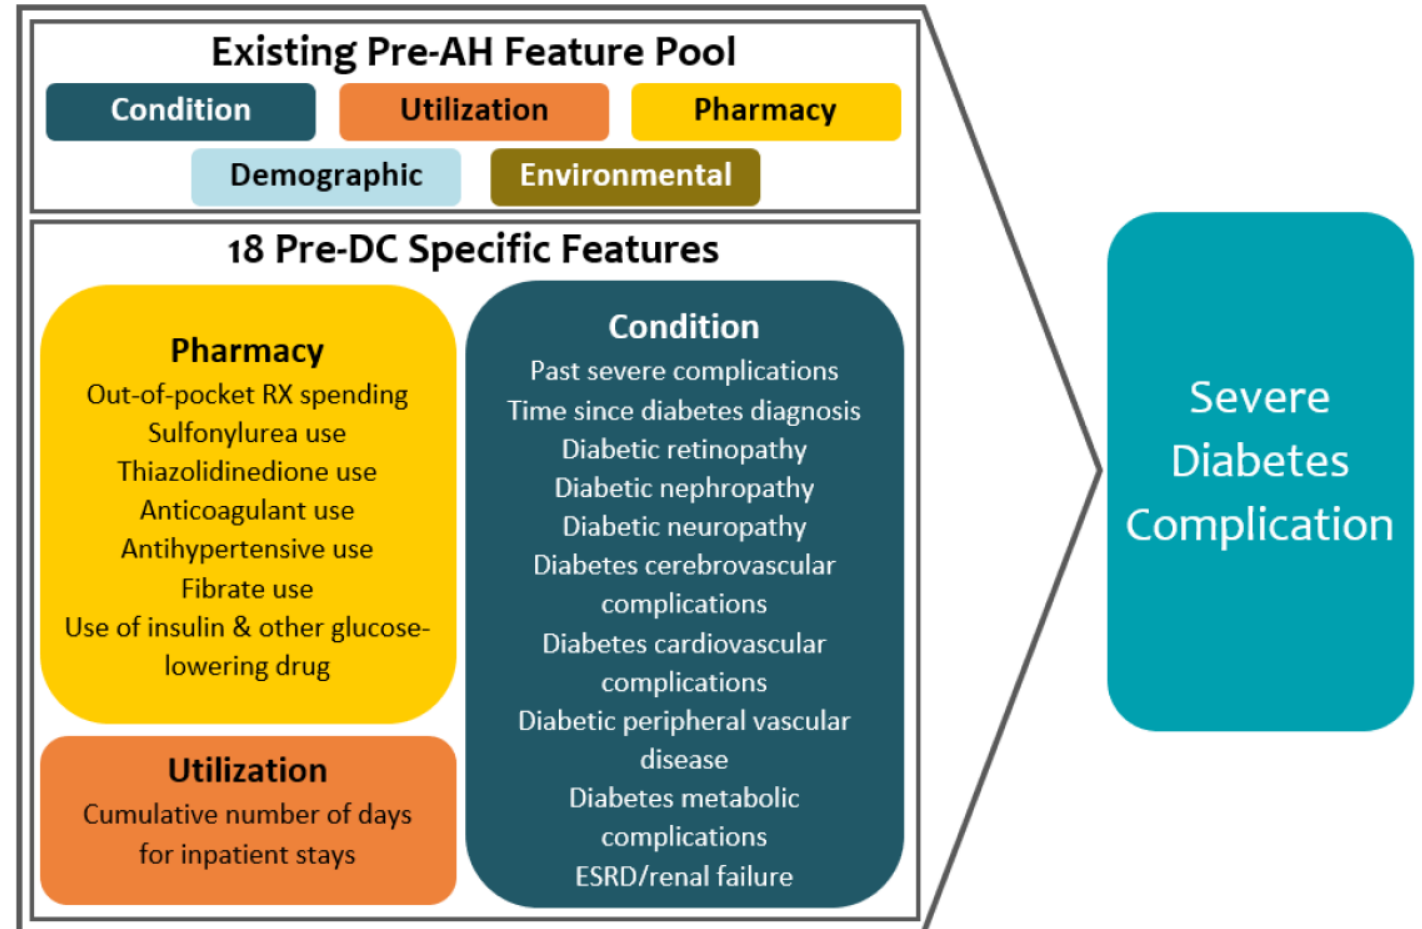 Existing Pre-AH Feature Pool
Condition
Utilization
Pharmacy
Demographic
Environmental
18 Pre-DC Specific Features
Pharmacy
Out-of-pocket RX spending
Sulfonylurea use
Thiazolidinedione use
Anticoagulant use
Antihypertensive use
Fibrate use
Use of insulin & other glucose-
lowering drug
Utilization
Cumulative number of days
for inpatient stays
Condition
Past severe complications
Time since diabetes diagnosis
Diabetic retinopathy
Diabetic nephropathy
Diabetic neuropathy
Diabetes cerebrovascular
complications
Diabetes cardiovascular
complications
Diabetic peripheral vascular
disease
Diabetes metabolic
complications
ESRD/renal failure
Severe
Diabetes
Complication